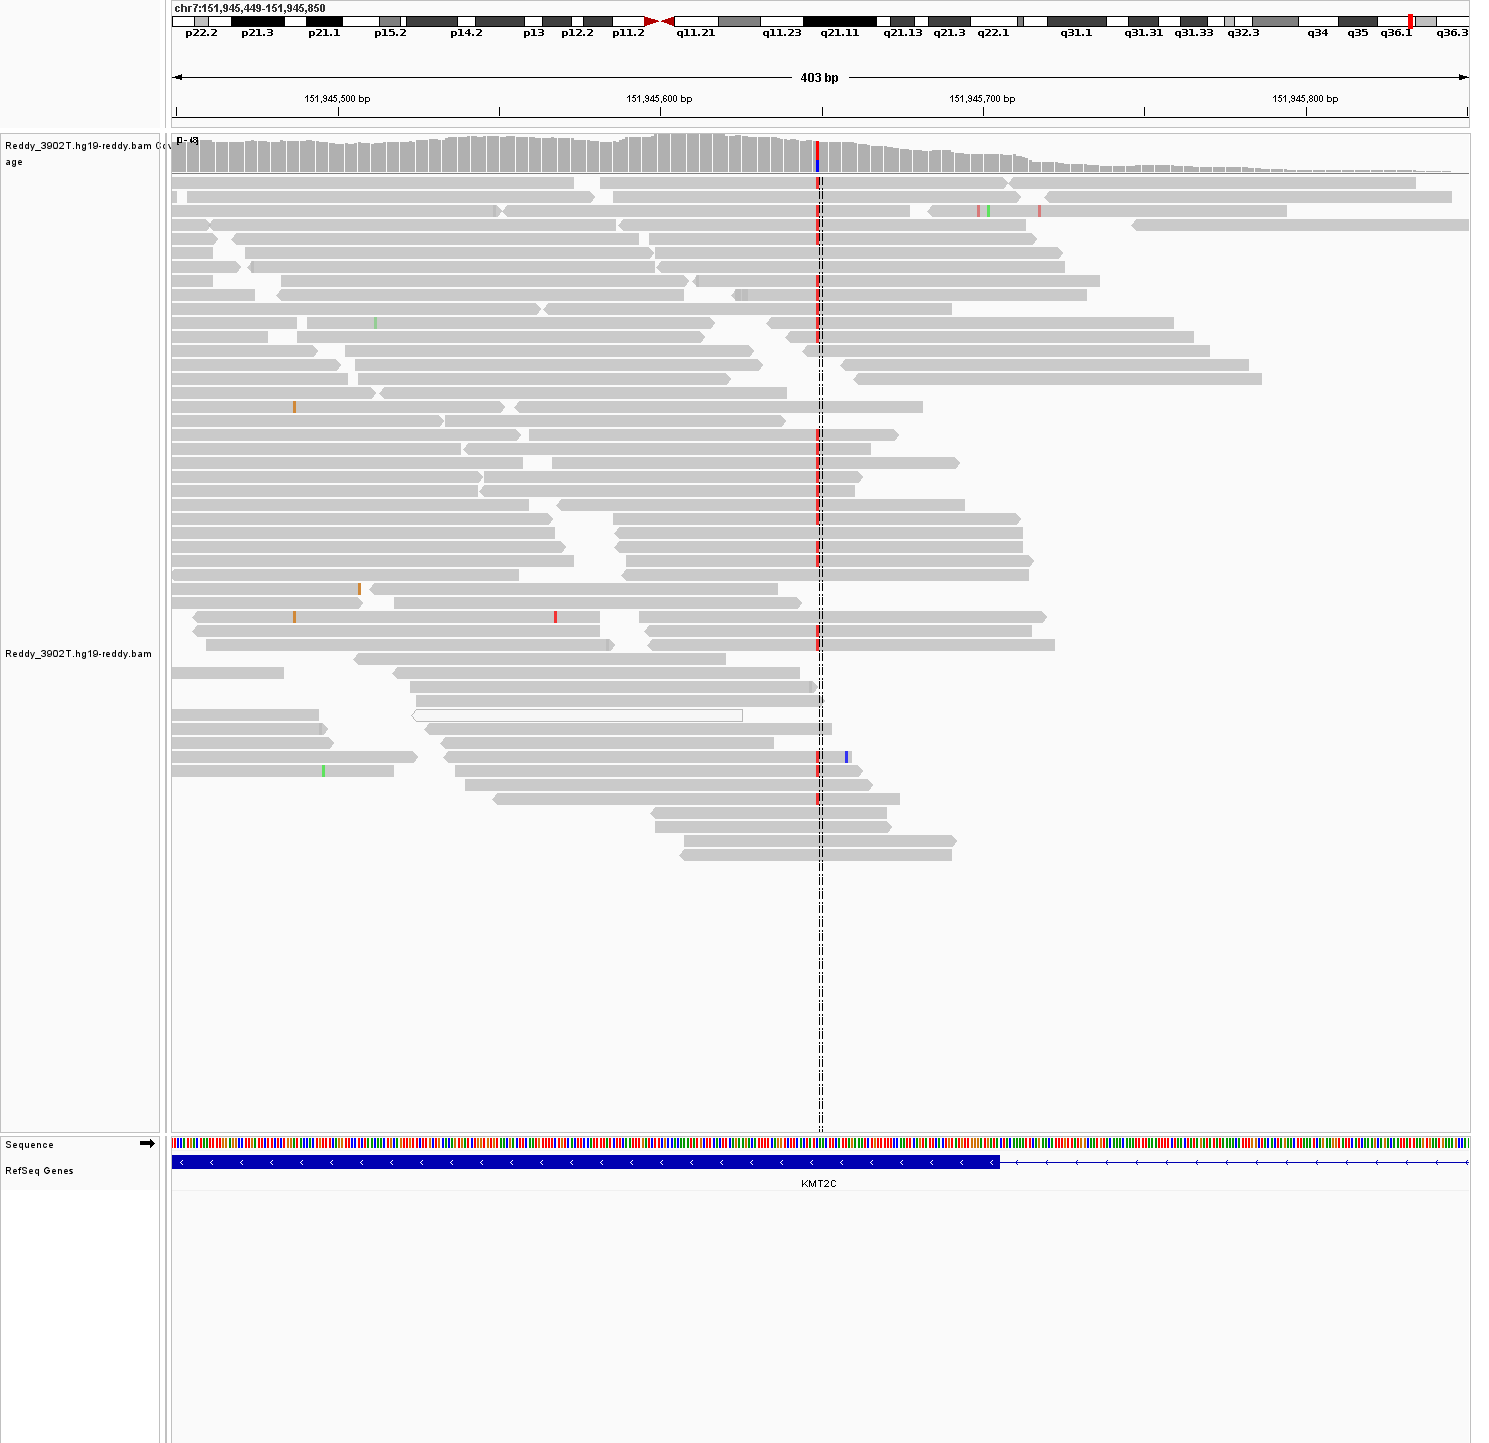 chr7:151,945,449-151,945,850
p22.2 p21.3 p21.1 p15.2 p14.2 p13 p12.2 p11.2 q11.21 q11.23 q21.11 q21.13 q21.3 q22.1 q31.1 q31.31 q31.33 q32.3 q34 q35 q36.1 q36.3
403 bp
151,945,500 bp 151,945,600 bp 151,945,700 bp 151,945,800 bp
Reddy_3902T.hg19-reddy.bam Cov
age
Reddy_3902T.hg19-reddy.bam
Sequence
RefSeq Genes
KMT2C